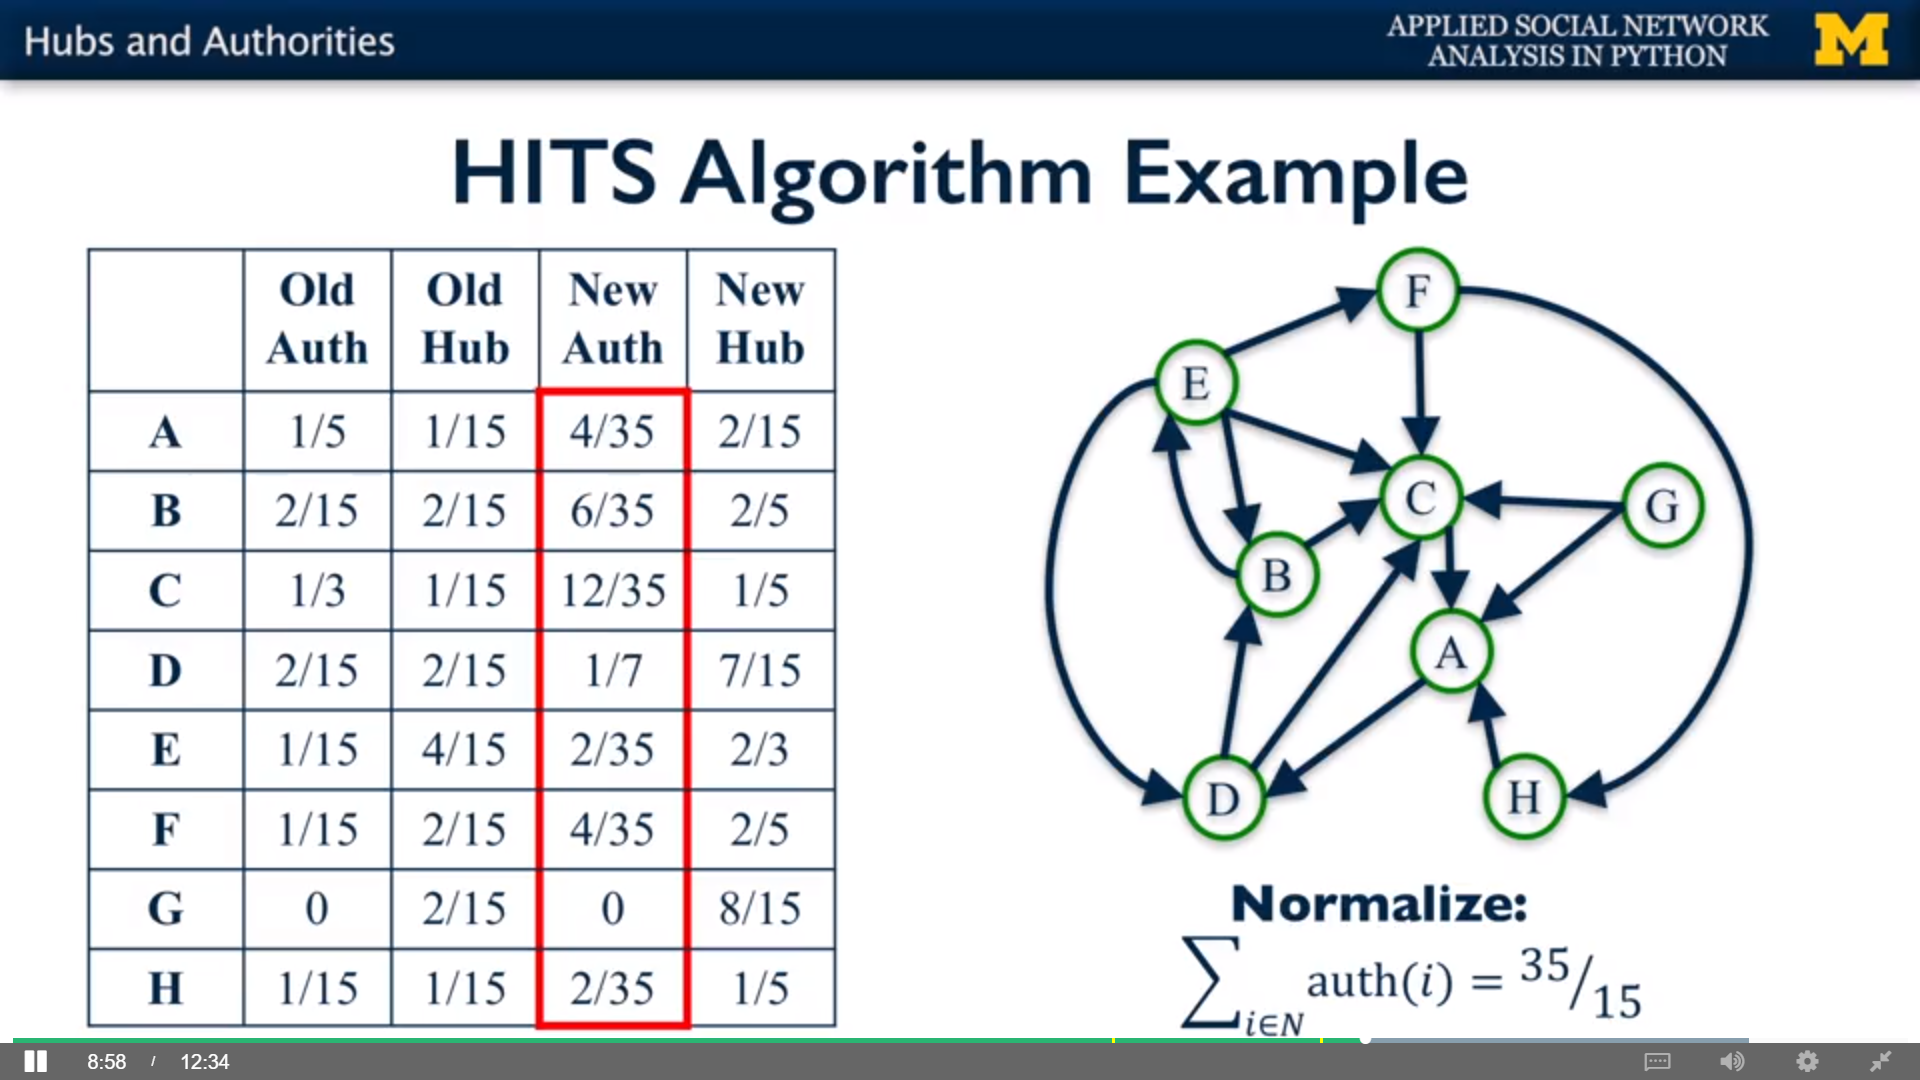 Hubs and Authorities
APPLIED SOCIAL NETWORK
ANALYSIS IN PYTHON
M
HITS Algorithm Example
Old Auth Old Hub New Auth New Hub
A 1/5 1/15 4/35 2/15
B 2/15 2/15 6/35 2/5
C 1/3 1/15 12/35 1/5
D 2/15 2/15 1/7 7/15
E 1/15 4/15 2/35 2/3
F 1/15 2/15 4/35 2/5
G 0 2/15 0 8/15
H 1/15 1/15 2/35 1/5
F
E
C
G
B
A
D
H
Normalize:
∑i∈N auth(i) = 35/15
8:58 / 12:34